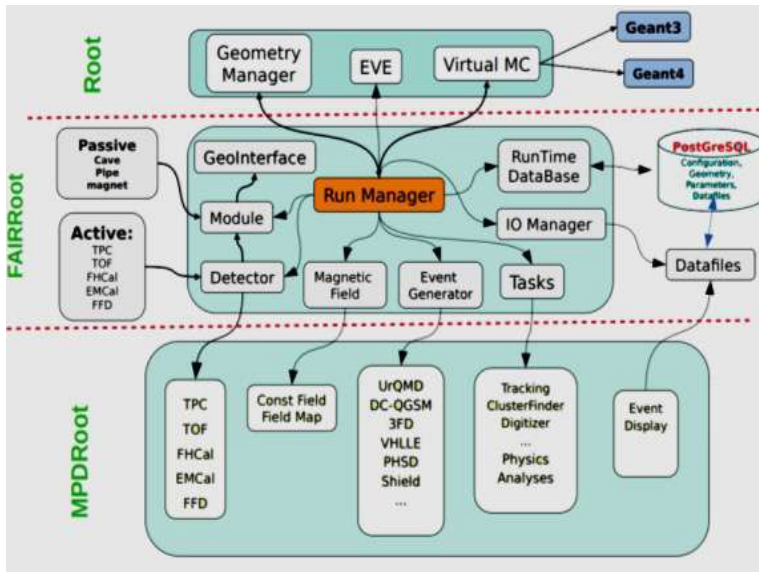 Root
Geometry
Manager
EVE
Virtual MC
Geant3
Geant4
FAIRRoot
Passive
Cave
Pipe
magnet
Active:
TPC
TOF
FHCal
EMCal
FFD
GeoInterface
Module
Detector
Run Manager
RunTime
DataBase
IO Manager
Magnetic
Field
Event
Generator
Tasks
PostGreSQL
Configuration,
Geometry,
Parameters,
Datafiles
Datafiles
MPDRoot
TPC
TOF
FHCal
EMCal
FFD
Const Field
Field Map
UrQMD
DC-QGSM
3FD
VHLLE
PHSD
Shield
...
Tracking
ClusterFinder
Digitizer
...
Physics
Analyses
Event
Display